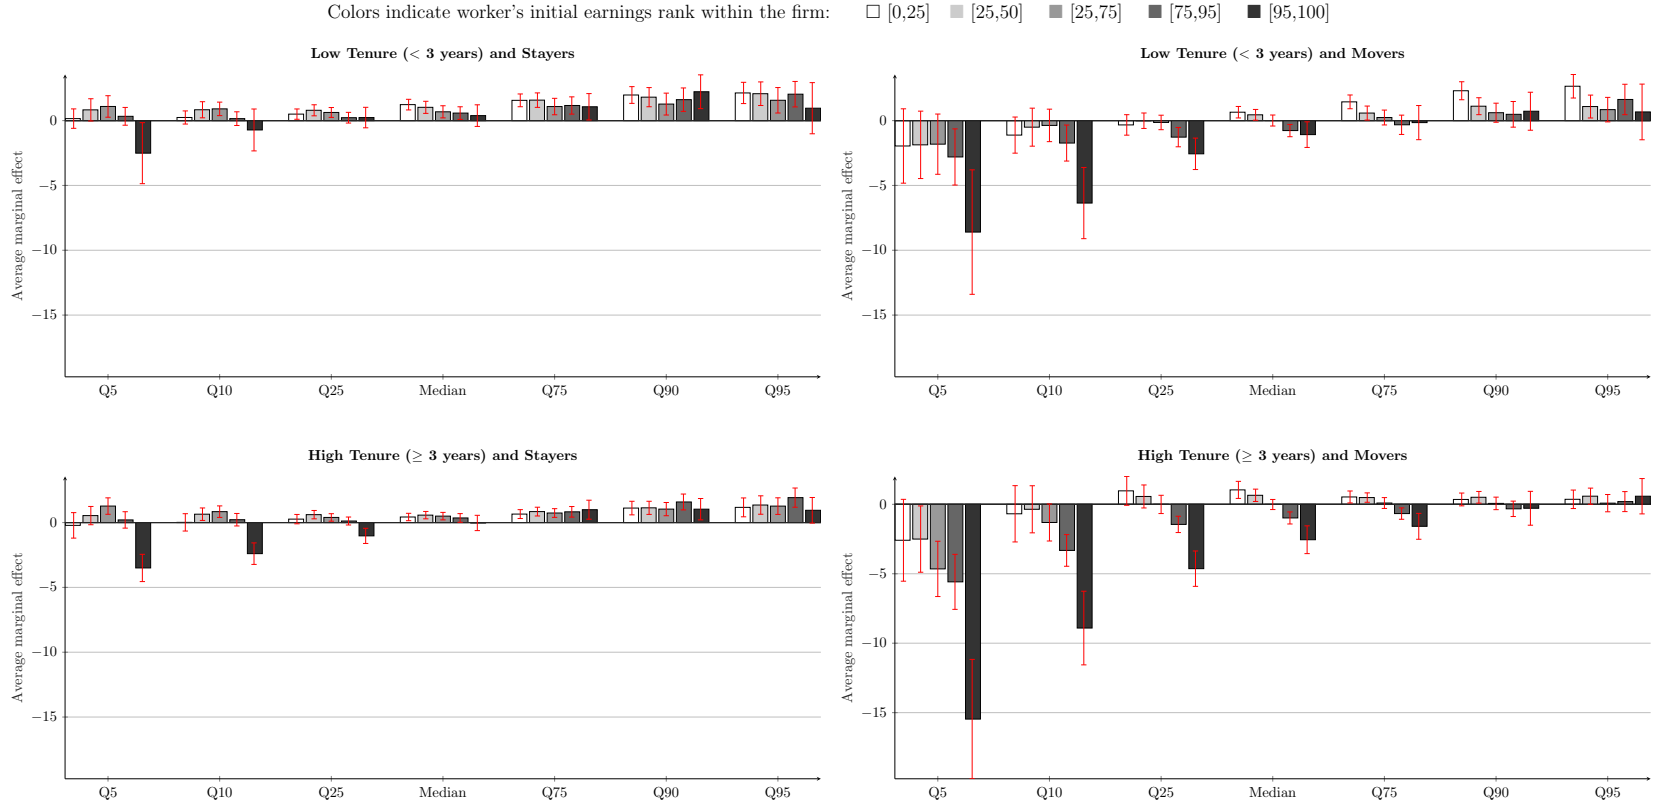 Colors indicate worker's initial earnings rank within the firm: [0,25] [25,50) [25,75] [75,95] [95,100]
Low Tenure (< 3 years) and Stayers
Average marginal effect
0
−5
−10
−15
Q5 Q10 Q25 Median Q75 Q90 Q95
Low Tenure (< 3 years) and Movers
Average marginal effect
0
−5
−10
−15
Q5 Q10 Q25 Median Q75 Q90 Q95
High Tenure (≥ 3 years) and Stayers
Average marginal effect
0
−5
−10
−15
Q5 Q10 Q25 Median Q75 Q90 Q95
High Tenure (≥ 3 years) and Movers
Average marginal effect
0
−5
−10
−15
Q5 Q10 Q25 Median Q75 Q90 Q95